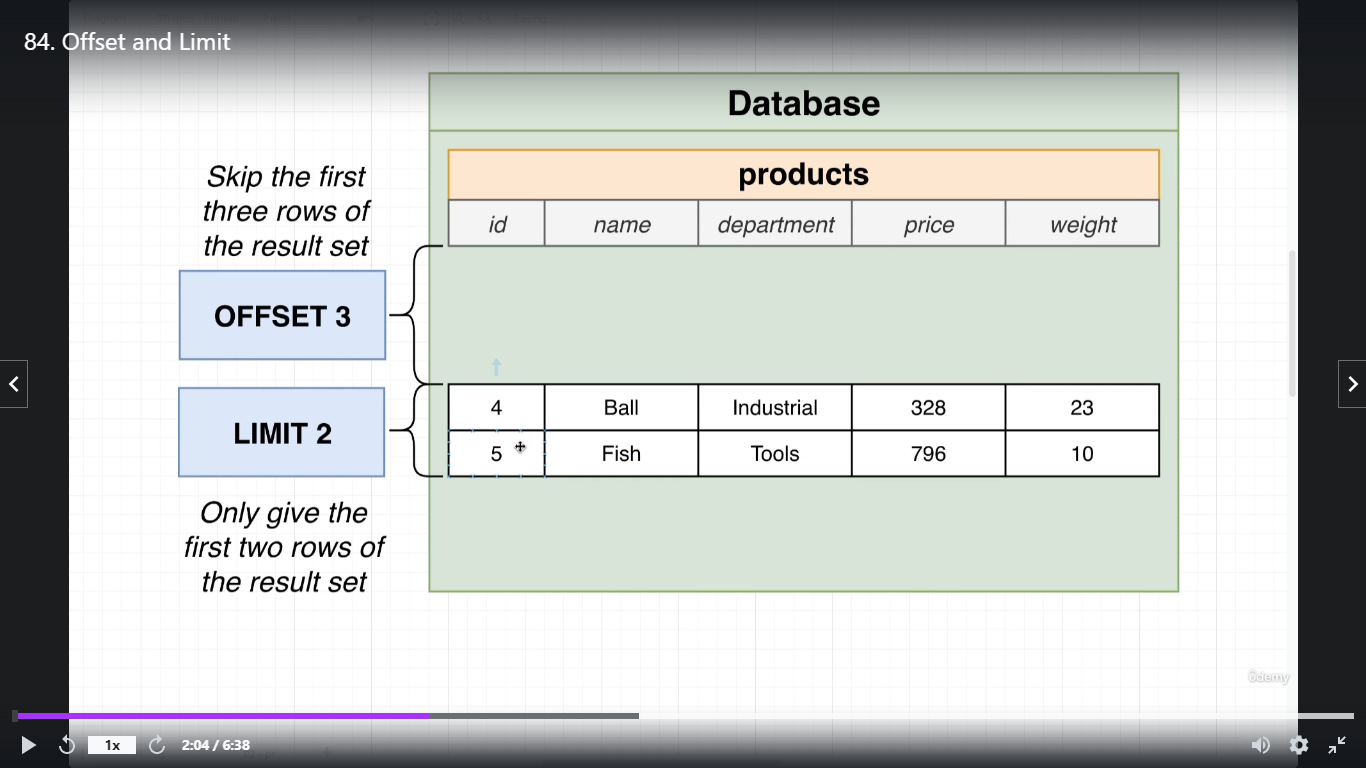 84. Offset and Limit
Database
products
id name department price weight
Skip the first
three rows of
the result set
OFFSET 3
4 Ball Industrial 328 23
LIMIT 2
5 Fish Tools 796 10
Only give the
first two rows of
the result set
ûdemy
1x
2:04 / 6:38